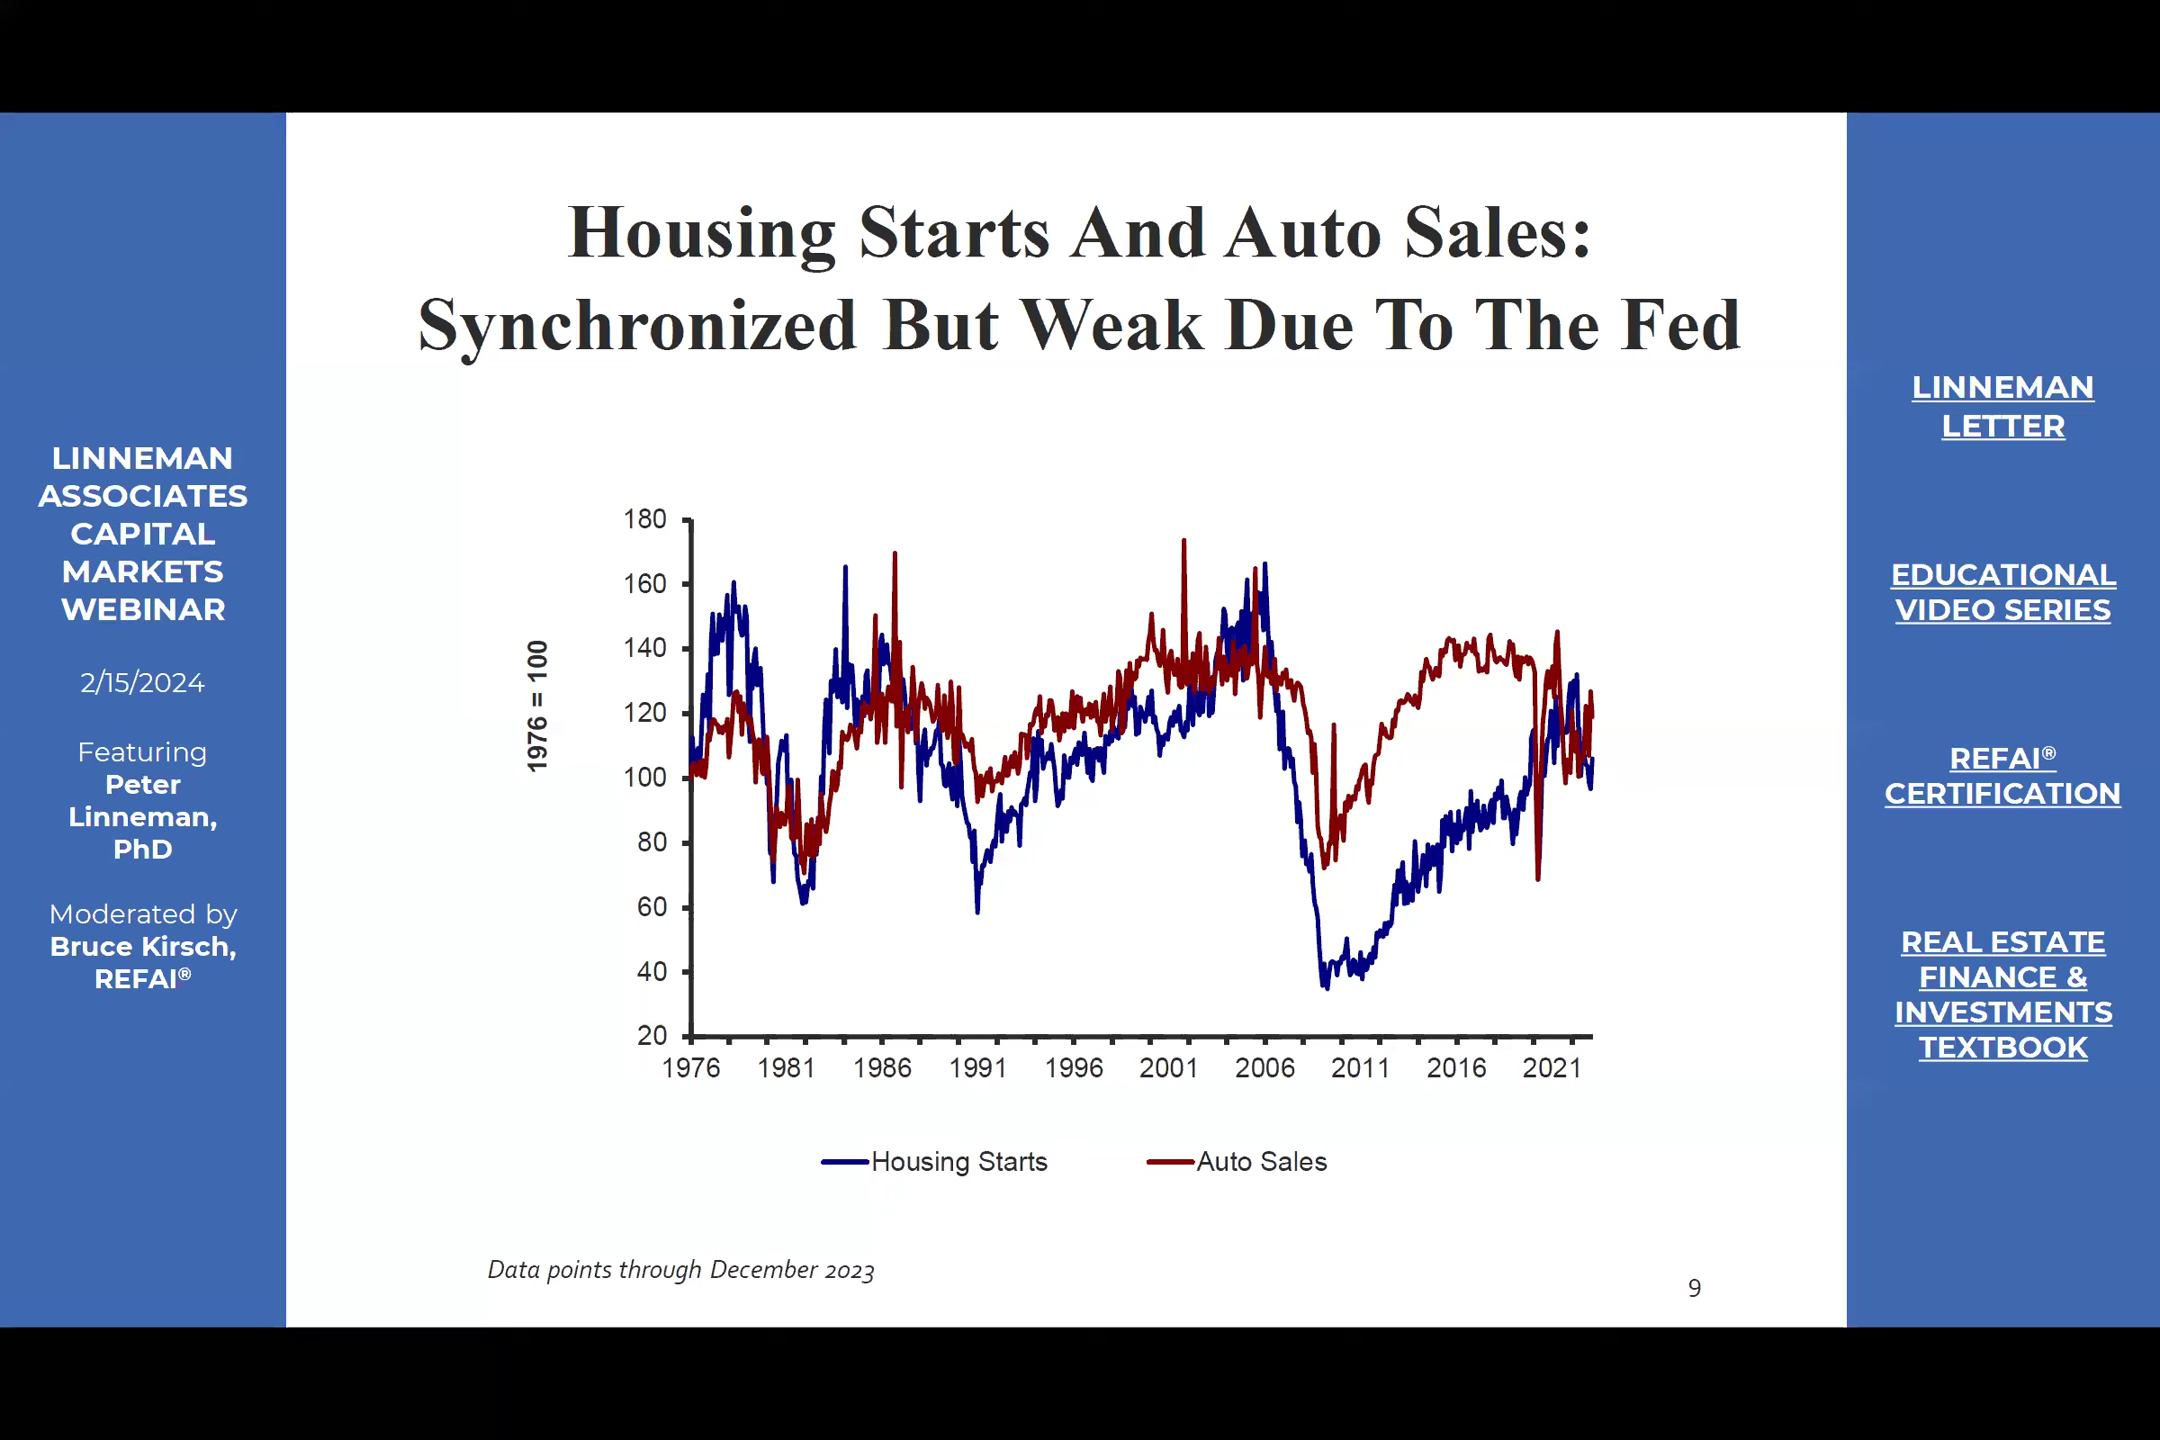 Housing Starts And Auto Sales:
Synchronized But Weak Due To The Fed
LINNEMAN
ASSOCIATES
CAPITAL
MARKETS
WEBINAR
2/15/2024
Featuring
Peter
Linneman,
PhD
Moderated by
Bruce Kirsch,
REFAI®
1976 = 100
180
160
140
120
100
80
60
40
20
1976 1981 1986 1991 1996 2001 2006 2011 2016 2021
Housing Starts Auto Sales
Data points through December 2023
9
LINNEMAN
LETTER
EDUCATIONAL
VIDEO SERIES
REFAI®
CERTIFICATION
REAL ESTATE
FINANCE &
INVESTMENTS
TEXTBOOK